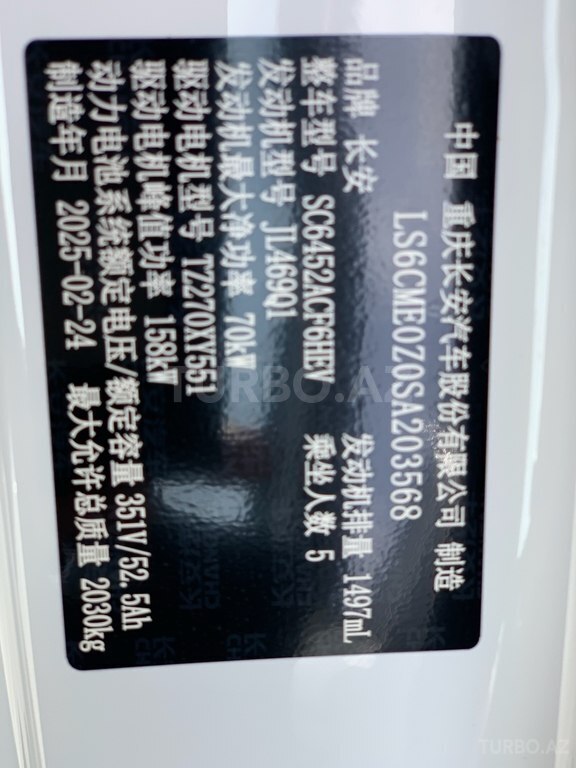 中国 重庆长安汽车股份有限公司 制造
LS6CME0Z0SA203568
品牌 长安
整车型号 SC6452ACF6HEV 发动机排量 1497mL
发动机型号 JL469Q1 乘坐人数 5
发动机最大净功率 70kW
驱动电机型号 TZ270XY551
驱动电机峰值功率 158kW
动力电池系统额定电压/额定容量 351V/52.5Ah
制造年月 2025-02-24 最大允许总质量 2030kg
TURBO.AZ
TURBO.AZ